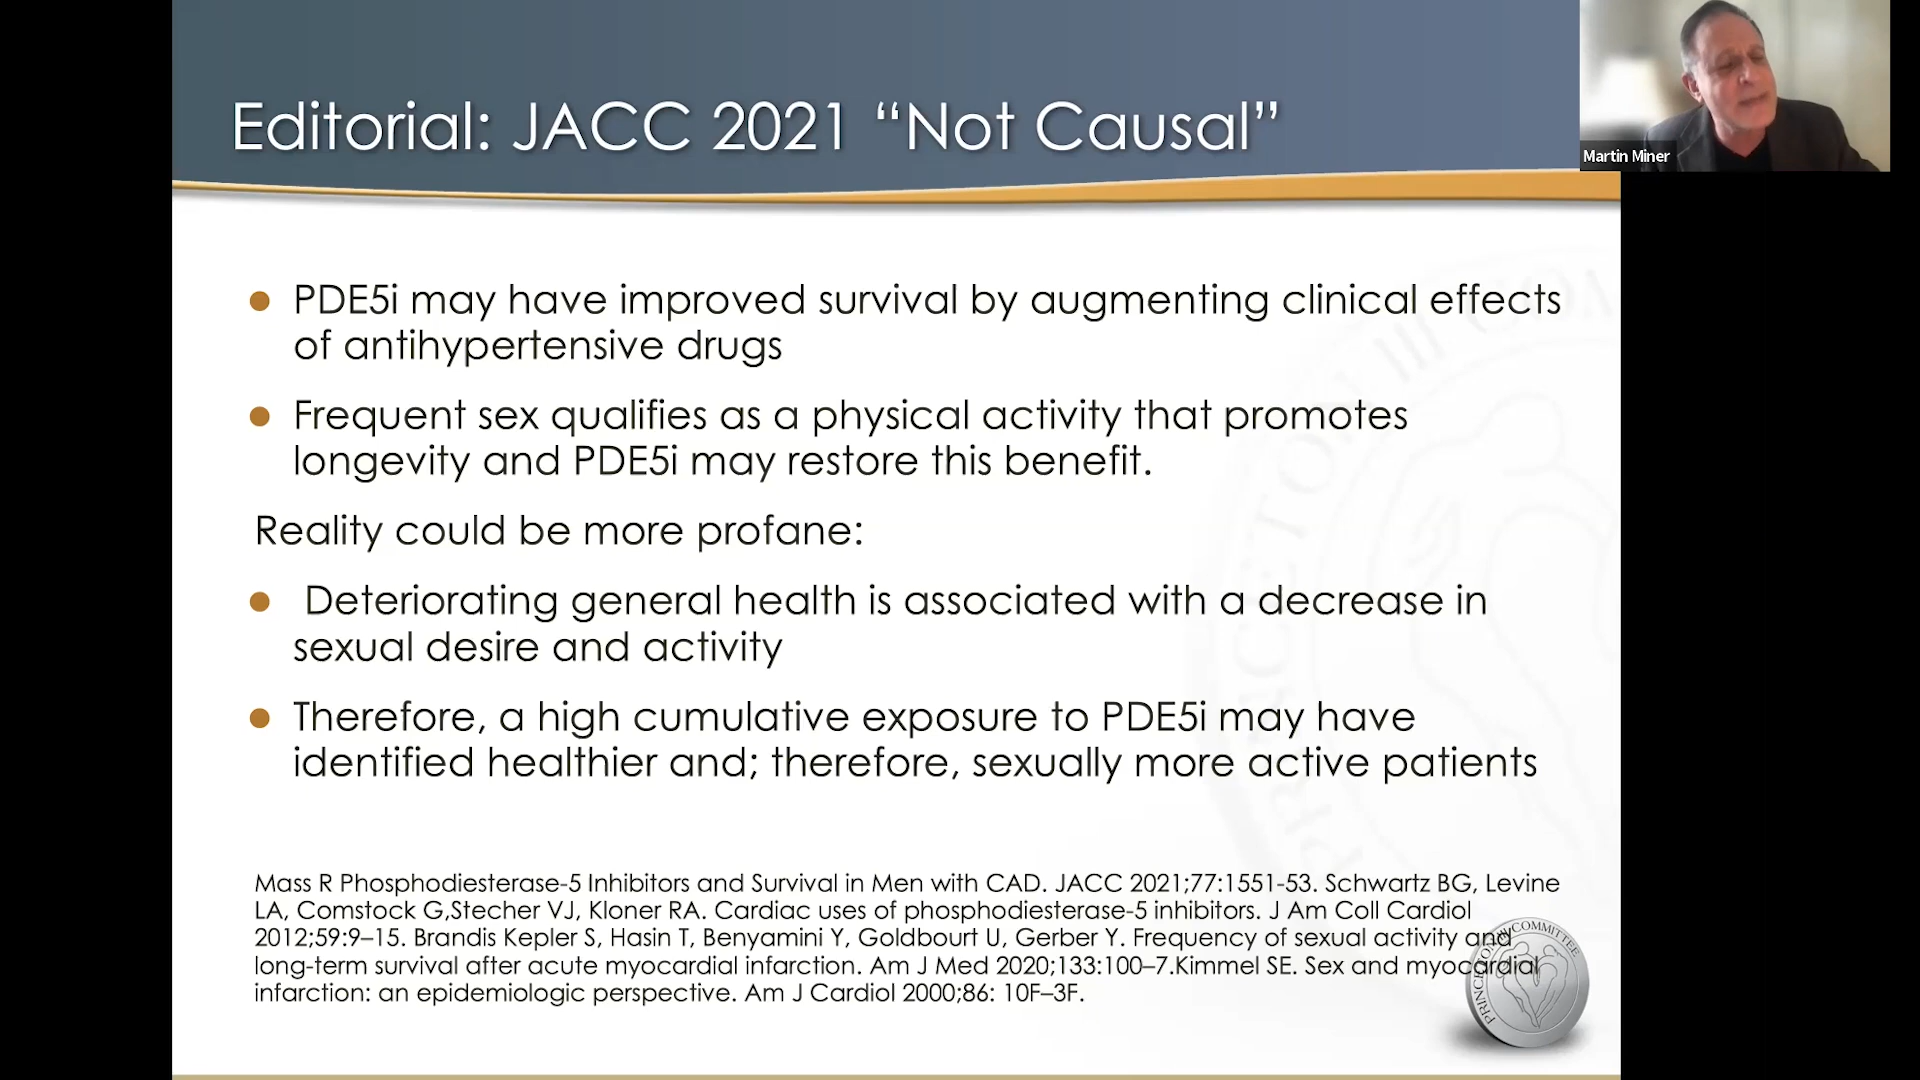 Editorial: JACC 2021 “Not Causal”
Martin Miner
PDE5i may have improved survival by augmenting clinical effects
of antihypertensive drugs
Frequent sex qualifies as a physical activity that promotes
longevity and PDE5i may restore this benefit.
Reality could be more profane:
Deteriorating general health is associated with a decrease in
sexual desire and activity
Therefore, a high cumulative exposure to PDE5i may have
identified healthier and; therefore, sexually more active patients
Mass R Phosphodiesterase-5 Inhibitors and Survival in Men with CAD. JACC 2021;77:1551-53. Schwartz BG, Levine
LA, Comstock G,Stecher VJ, Kloner RA. Cardiac uses of phosphodiesterase-5 inhibitors. J Am Coll Cardiol
2012;59:9–15. Brandis Kepler S, Hasin T, Benyamini Y, Goldbourt U, Gerber Y. Frequency of sexual activity and
long-term survival after acute myocardial infarction. Am J Med 2020;133:100–7.Kimmel SE. Sex and myocardial
infarction: an epidemiologic perspective. Am J Cardiol 2000;86: 10F–3F.
PRINCETON III COMMITTEE